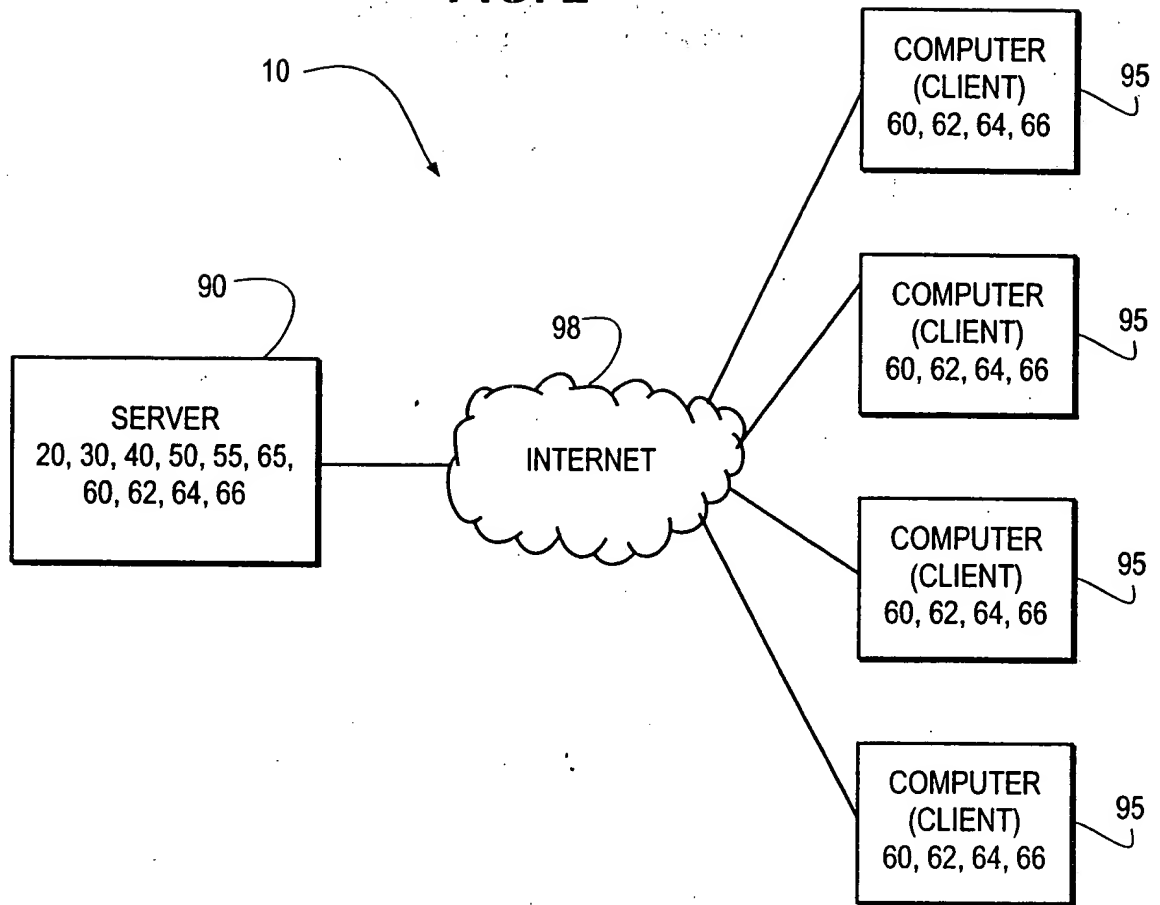 10
COMPUTER
(CLIENT)
60, 62, 64, 66
95
90
98
COMPUTER
(CLIENT)
60, 62, 64, 66
95
SERVER
20, 30, 40, 50, 55, 65,
60, 62, 64, 66
INTERNET
COMPUTER
(CLIENT)
60, 62, 64, 66
95
COMPUTER
(CLIENT)
60, 62, 64, 66
95